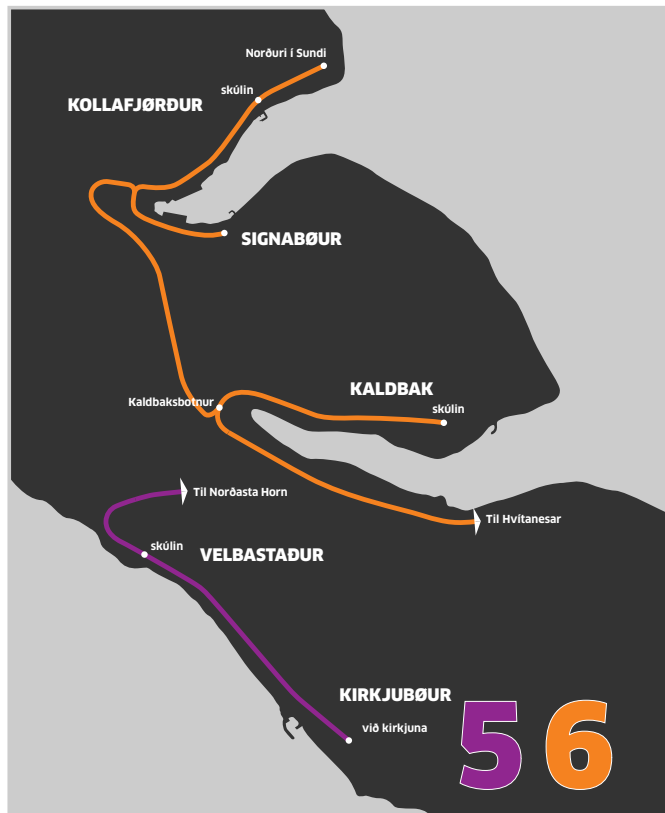 Norðuri í Sundi
skúlin
KOLLAFJØRÐUR
SIGNABØUR
KALDBAK
Kaldbaksbotnur
skúlin
Til Norðasta Horn
Til Hvítanesar
skúlin
VELBASTAÐUR
KIRKJUBØUR
við kirkjuna
5 6